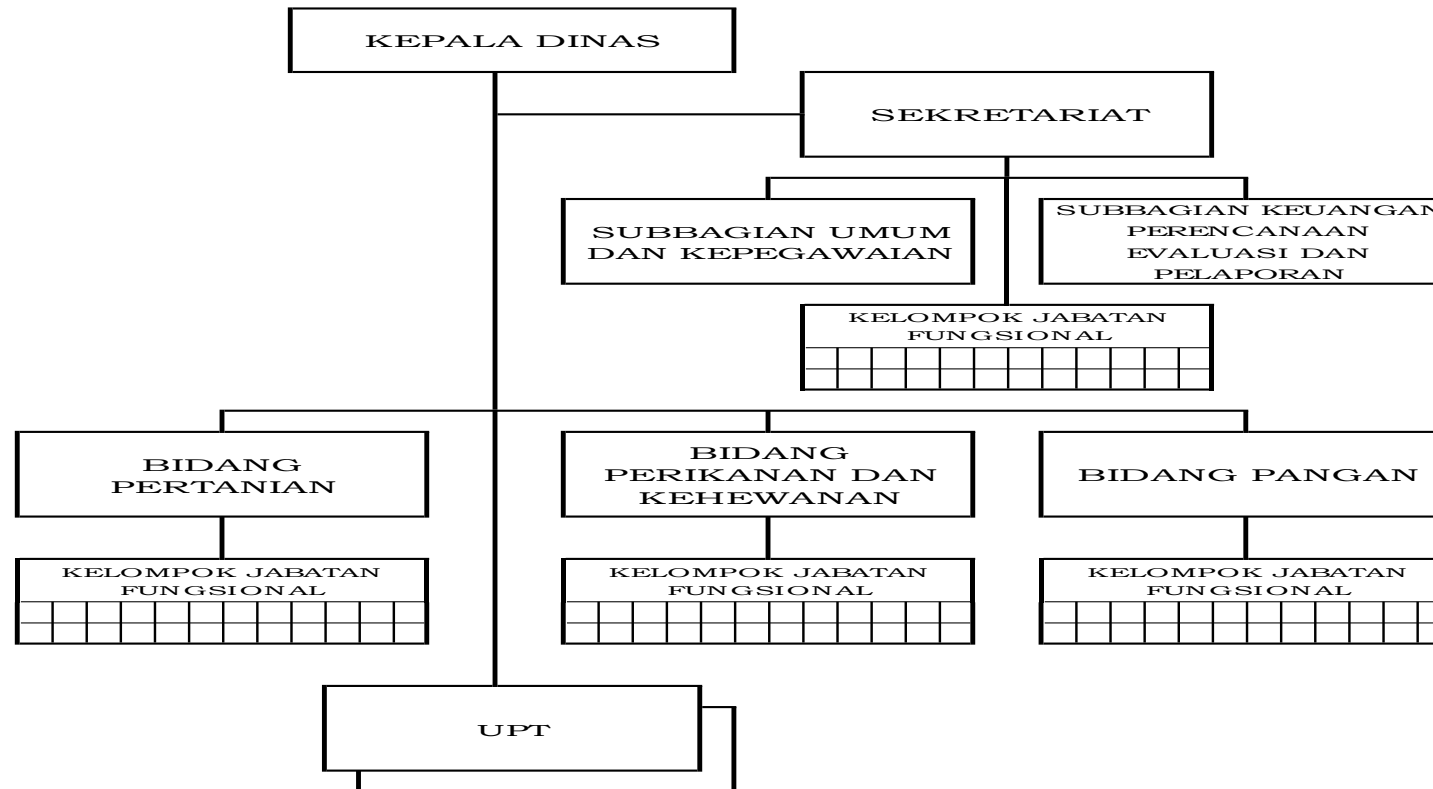 KEPALA DINAS
SEKRETARIAT
SUBBAGIAN UMUM
DAN KEPEGAWAIAN
SUBBAGIAN KEUANGAN
PERENCANAAN
EVALUASI DAN
PELAPORAN
KELOMPOK JABATAN
FUNGSIONAL
BIDANG
PERTANIAN
BIDANG
PERIKANAN DAN
KEHEWANAN
BIDANG PANGAN
KELOMPOK JABATAN
FUNGSIONAL
KELOMPOK JABATAN
FUNGSIONAL
KELOMPOK JABATAN
FUNGSIONAL
UPT